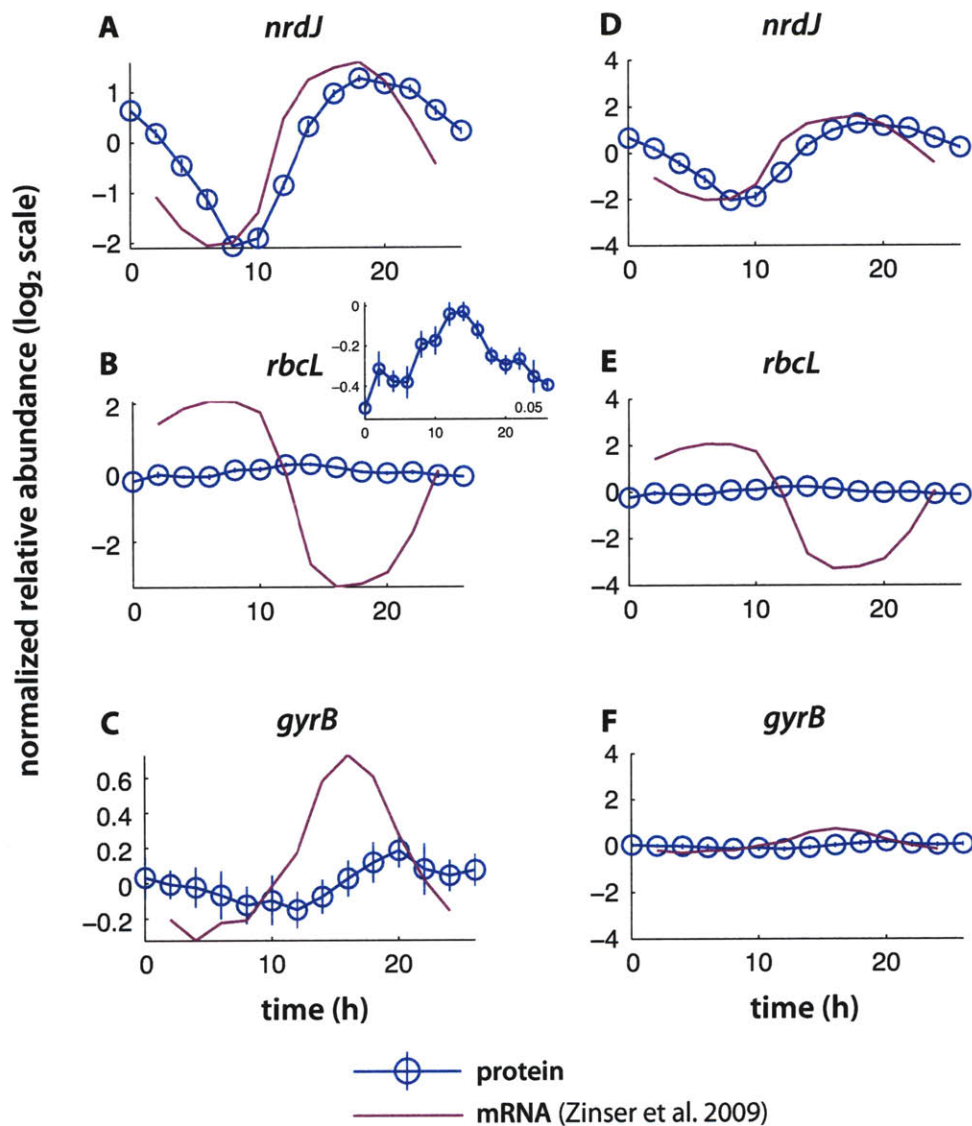 A nrdJ
1
0
−1
−2
0 10 20
D nrdJ
4
2
0
−2
−4
0 10 20
normalized relative abundance (log2 scale)
B rbcL
2
0
−2
0 10 20
0
−0.2
−0.4
0.05
0 10 20
E rbcL
4
2
0
−2
−4
0 10 20
C gyrB
0.6
0.4
0.2
0
−0.2
0 10 20
time (h)
F gyrB
4
2
0
−2
−4
0 10 20
time (h)
protein
mRNA (Zinser et al. 2009)